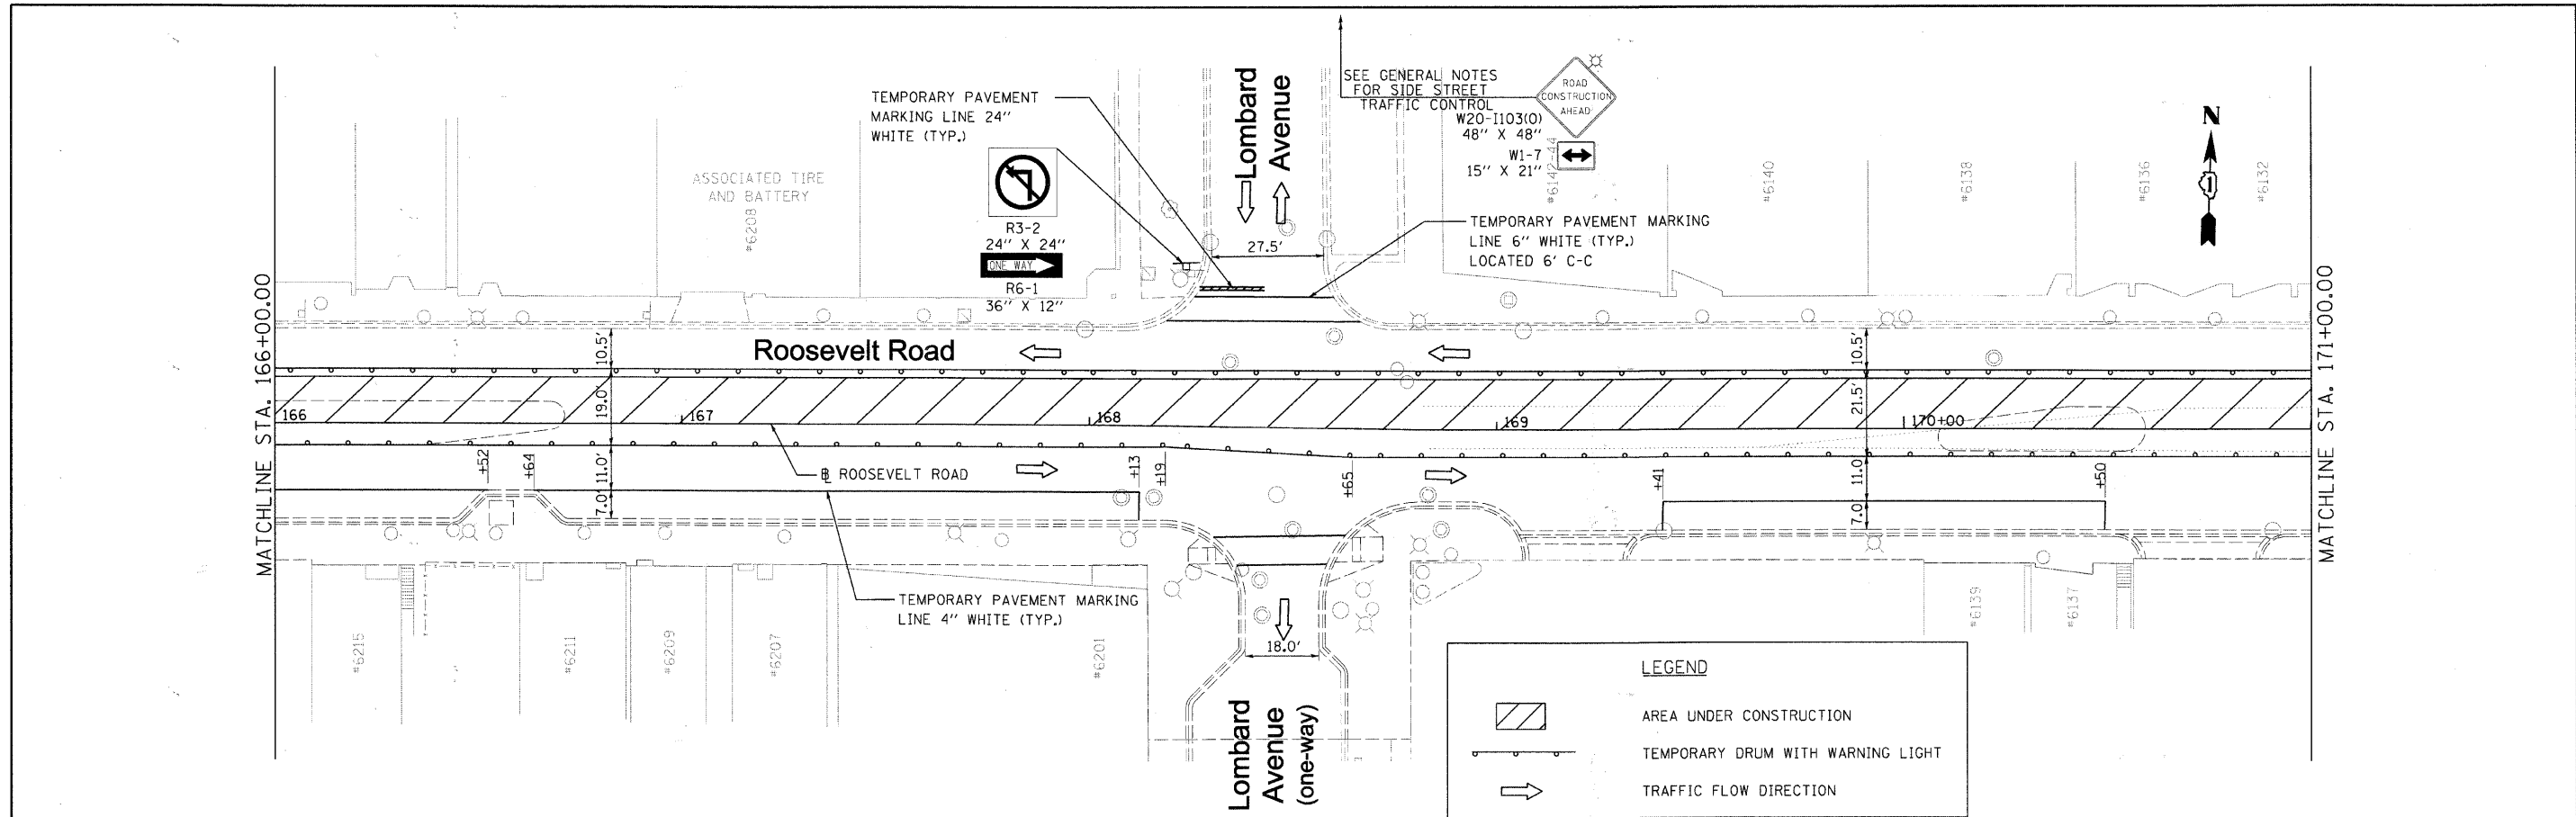 TEMPORARY PAVEMENT
MARKING LINE 24"
WHITE (TYP.)
R3-2
24" X 24"
ONE WAY
R6-1
36" X 12"
ASSOCIATED TIRE
AND BATTERY
#6208
Lombard
Avenue
27.5'
SEE GENERAL NOTES
FOR SIDE STREET
TRAFFIC CONTROL
ROAD
CONSTRUCTION
AHEAD
W20-I103(O)
48" X 48"
W1-7
15" X 21"
#6142-44
#6140
#6138
#6136
#6132
N
1
TEMPORARY PAVEMENT MARKING
LINE 6" WHITE (TYP.)
LOCATED 6' C-C
MATCHLINE STA. 166+00.00
MATCHLINE STA. 171+00.00
Roosevelt Road
10.5'
19.0'
11.0'
7.0'
10.5'
21.5'
11.0
7.0'
166
167
168
169
170+00
+52
+64
+13
+19
+65
+41
+50
℄ ROOSEVELT ROAD
TEMPORARY PAVEMENT MARKING
LINE 4" WHITE (TYP.)
#6215
#6211
#6209
#6207
#6201
#6139
#6137
18.0'
Lombard
Avenue
(one-way)
LEGEND
AREA UNDER CONSTRUCTION
TEMPORARY DRUM WITH WARNING LIGHT
TRAFFIC FLOW DIRECTION